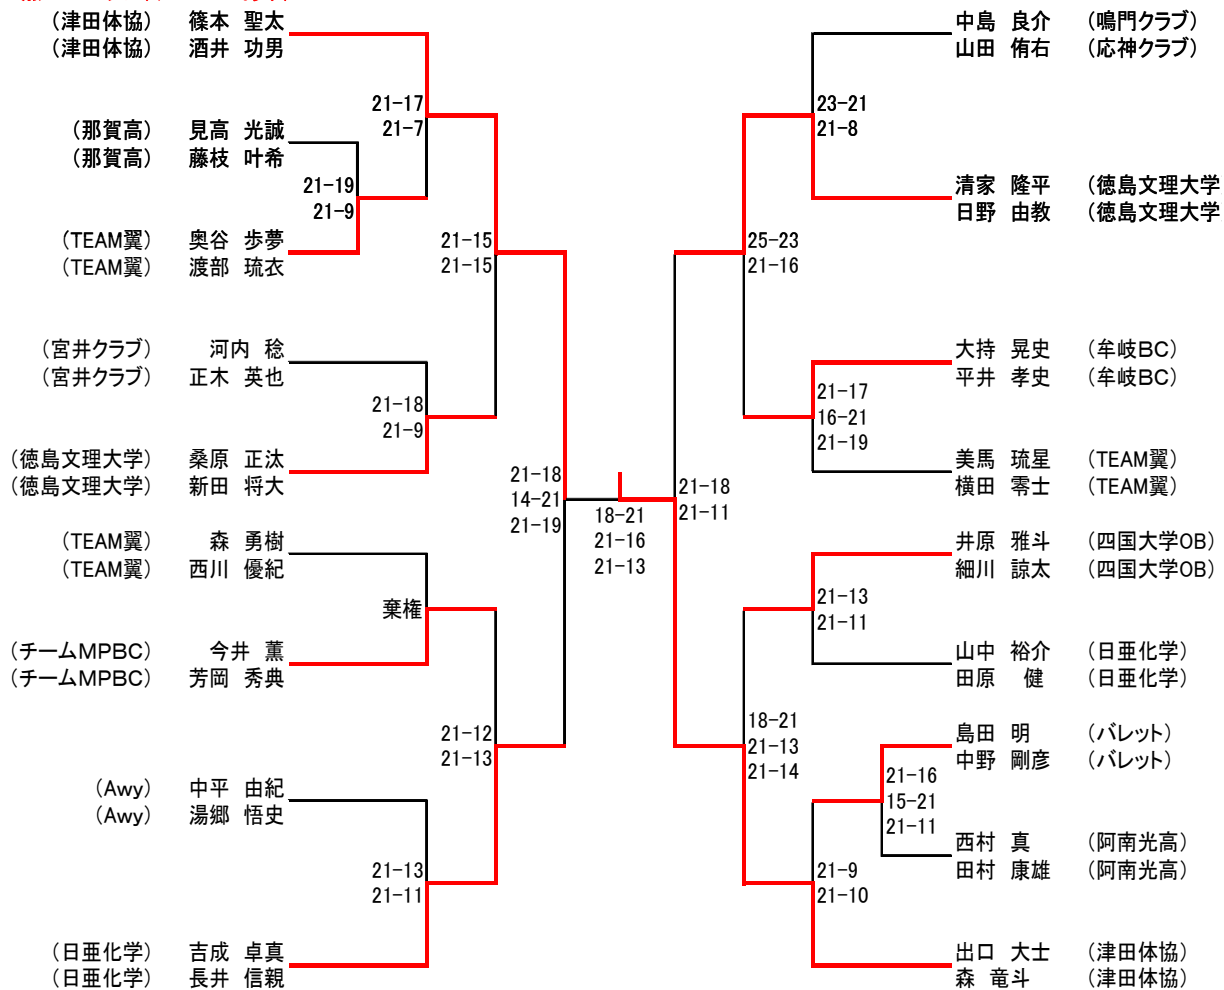 (津田体協) 篠本 聖太
(津田体協) 酒井 功男
21-17
21-7
(那賀高) 見高 光誠
(那賀高) 藤枝 叶希
21-19
21-9
(TEAM翼) 奥谷 歩夢
(TEAM翼) 渡部 琉衣
21-15
21-15
(宮井クラブ) 河内 稔
(宮井クラブ) 正木 英也
21-18
21-9
(徳島文理大学) 桑原 正汰
(徳島文理大学) 新田 将大
21-18
14-21
21-19
(TEAM翼) 森 勇樹
(TEAM翼) 西川 優紀
棄権
(チームMPBC) 今井 薫
(チームMPBC) 芳岡 秀典
21-12
21-13
(Awy) 中平 由紀
(Awy) 湯郷 悟史
21-13
21-11
(日亜化学) 吉成 卓真
(日亜化学) 長井 信親
18-21
21-16
21-13
中島 良介 (鳴門クラブ)
山田 侑右 (応神クラブ)
23-21
21-8
清家 隆平 (徳島文理大学
日野 由教 (徳島文理大学
25-23
21-16
大持 晃史 (牟岐BC)
平井 孝史 (牟岐BC)
21-17
16-21
21-19
美馬 琉星 (TEAM翼)
横田 零士 (TEAM翼)
21-18
21-11
井原 雅斗 (四国大学OB)
細川 諒太 (四国大学OB)
21-13
21-11
山中 裕介 (日亜化学)
田原 健 (日亜化学)
18-21
21-13
21-14
島田 明 (バレット)
中野 剛彦 (バレット)
21-16
15-21
21-11
西村 真 (阿南光高)
田村 康雄 (阿南光高)
21-9
21-10
出口 大士 (津田体協)
森 竜斗 (津田体協)